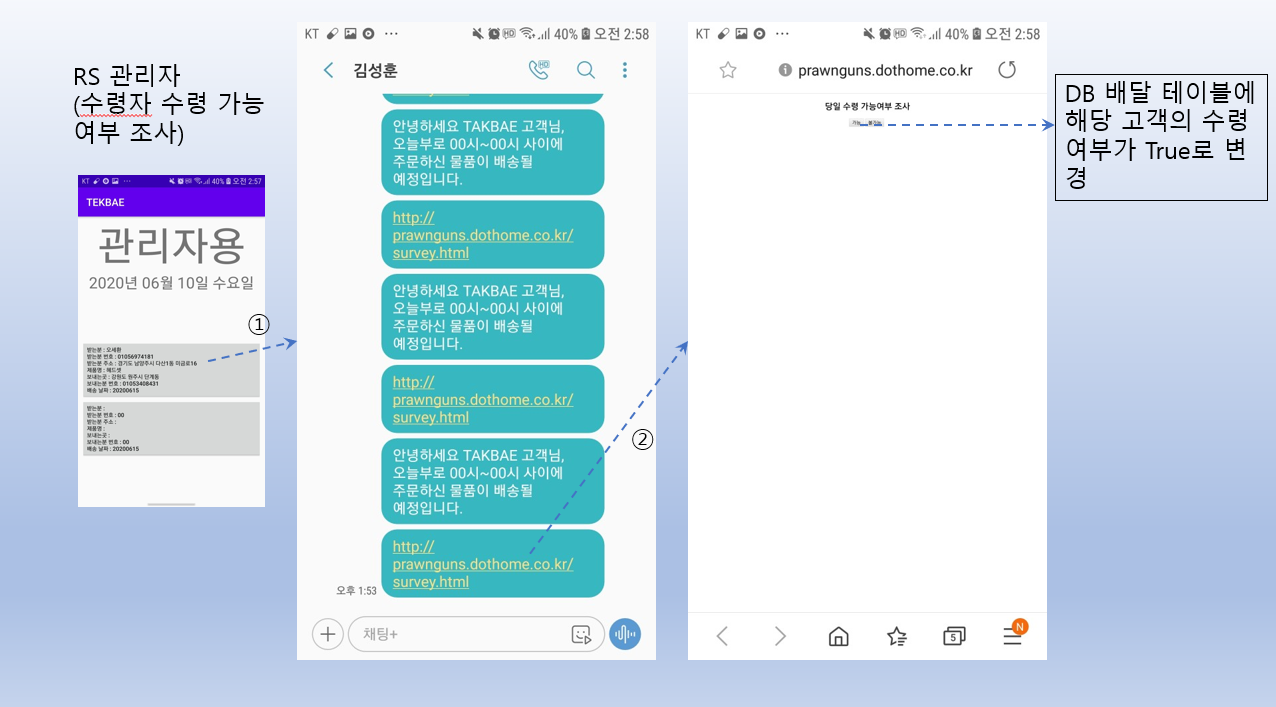 RS 관리자
(수령자 수령 가능
여부 조사)
KT 40% 오전 2:57
TEKBAE
관리자용
2020년 06월 10일 수요일
받는분 : 오세환
받는분 번호 : 01056974181
받는분 주소 : 경기도 남양주시 다산1동 미금로16
제품명 : 헤드셋
보내는곳 : 강원도 원주시 단계동
보내는분 번호 : 01053408431
배송 날짜 : 20200615
받는분 :
받는분 번호 : 00
받는분 주소 :
제품명 :
보내는곳 :
보내는분 번호 : 00
배송 날짜 : 20200615
①
KT ··· HD 40% 오전 2:58
김성훈
HD
안녕하세요 TAKBAE 고객님,
오늘부로 00시~00시 사이에
주문하신 물품이 배송될
예정입니다.
http://
prawnguns.dothome.co.kr/
survey.html
안녕하세요 TAKBAE 고객님,
오늘부로 00시~00시 사이에
주문하신 물품이 배송될
예정입니다.
http://
prawnguns.dothome.co.kr/
survey.html
안녕하세요 TAKBAE 고객님,
오늘부로 00시~00시 사이에
주문하신 물품이 배송될
예정입니다.
http://
prawnguns.dothome.co.kr/
survey.html
오후 1:53
채팅+
②
KT ··· HD 40% 오전 2:58
prawnguns.dothome.co.kr
당일 수령 가능여부 조사
5
N
DB 배달 테이블에
해당 고객의 수령
여부가 True로 변
경